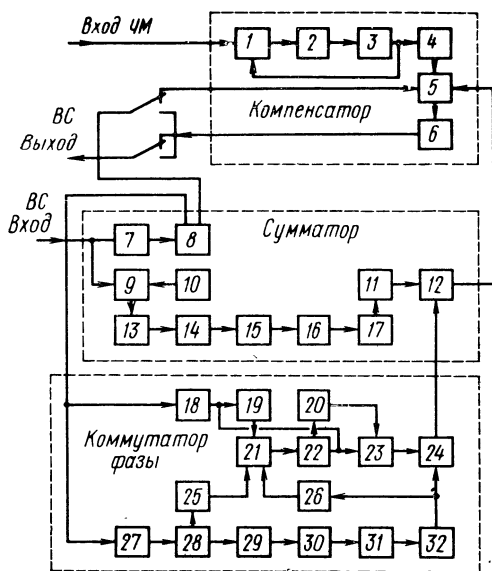 Вход ЧМ
1 2 3 4
5
Компенсатор
6
ВС
Выход
ВС
Вход
7 8 Сумматор
9 10 11 12
13 14 15 16 17
18 19 20
Коммутатор
фазы
21 22 23 24
25 26
27 28 29 30 31 32